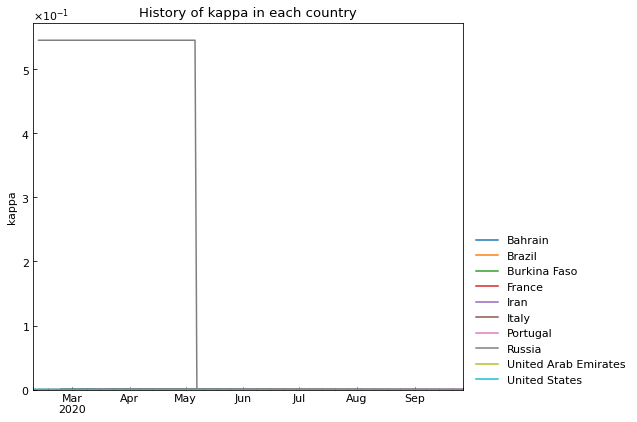 ×10⁻¹
History of kappa in each country
5
4
3
2
1
0
kappa
Mar
2020
Apr
May
Jun
Jul
Aug
Sep
Bahrain
Brazil
Burkina Faso
France
Iran
Italy
Portugal
Russia
United Arab Emirates
United States